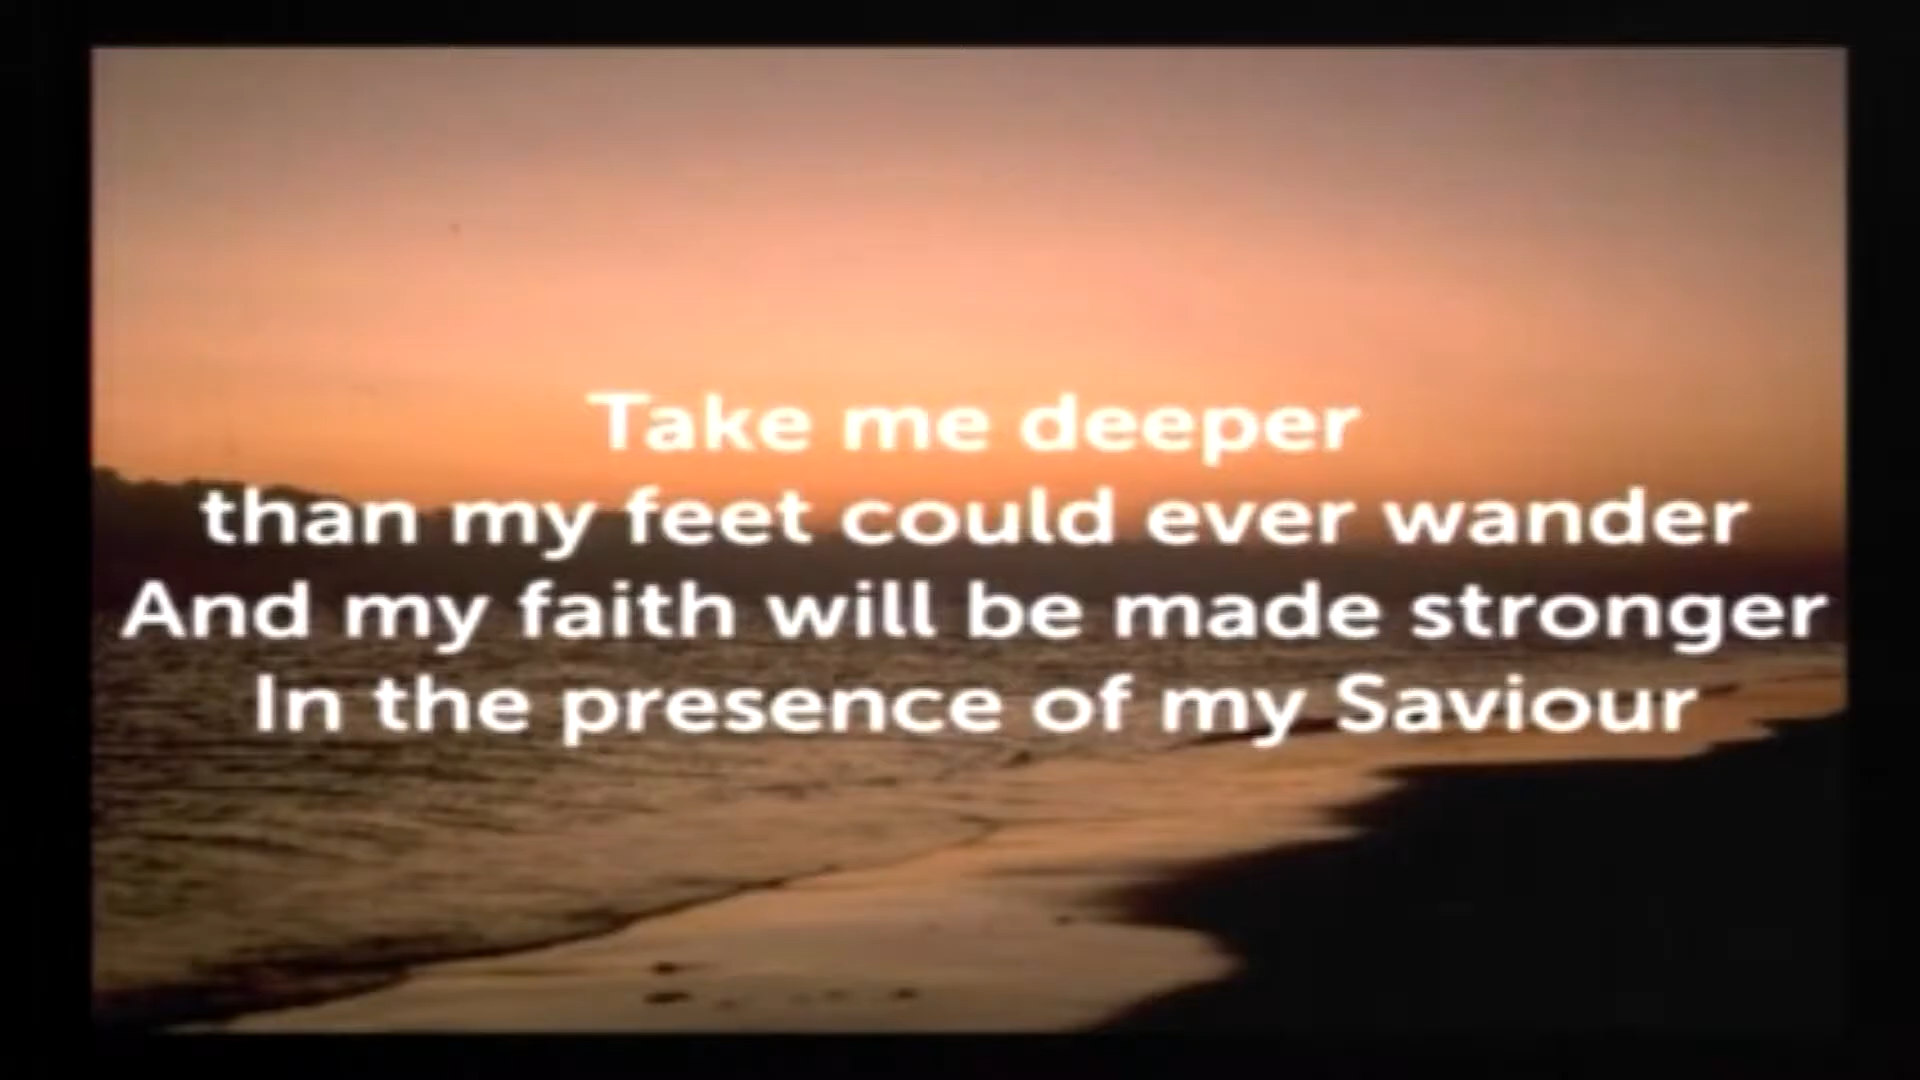 Take me deeper
than my feet could ever wander
And my faith will be made stronger
In the presence of my Saviour